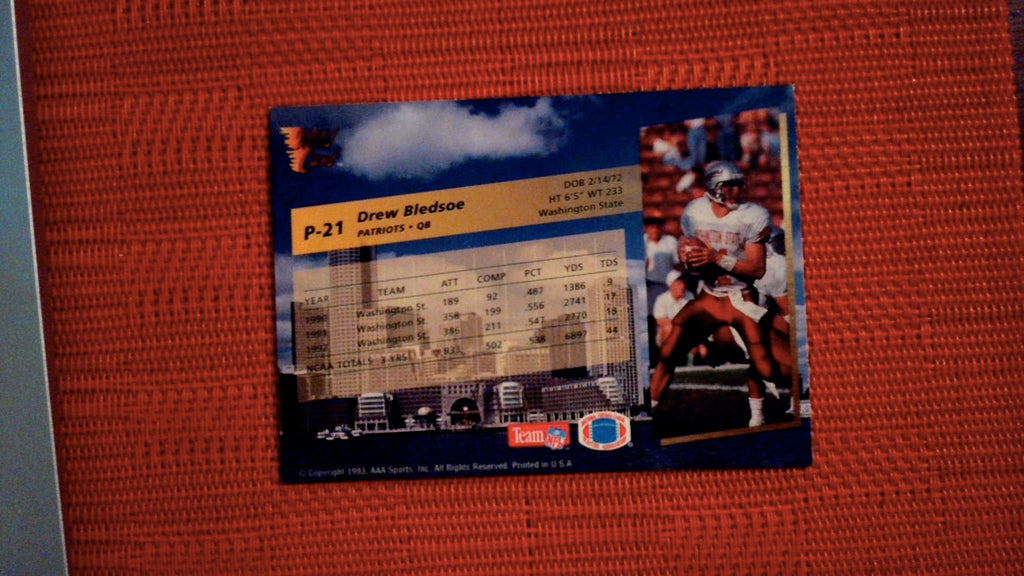 Wild
Card
P-21
Drew Bledsoe
PATRIOTS • QB
DOB 2/14/72
HT 6'5" WT 233
Washington State
YEAR TEAM ATT COMP PCT YDS TDS
1990 Washington St. 189 92 .487 1386 9
1991 Washington St. 358 199 .556 2741 17
1992 Washington St. 386 211 .547 2770 18
NCAA TOTALS 3 YRS 933 502 .538 6897 44
Team NFL
© Copyright 1993, AAA Sports, Inc. All Rights Reserved. Printed in U.S.A.